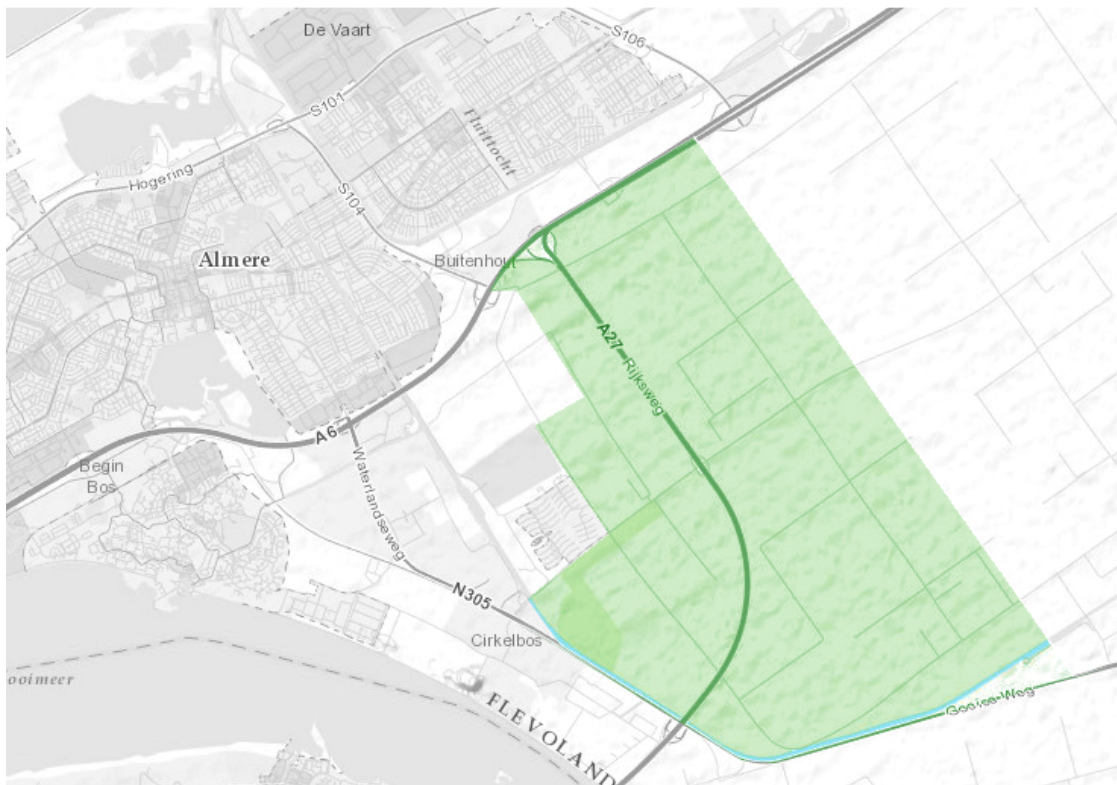 De Vaart
S106
S101
Fluittocht
Hogering
S104
Almere
Buitenhout
A27
Rijksweg
A6
Begin
Bos
Waterlandseweg
N305
Cirkelbos
ooimeer
FLEVOLAND
Gooise-Weg